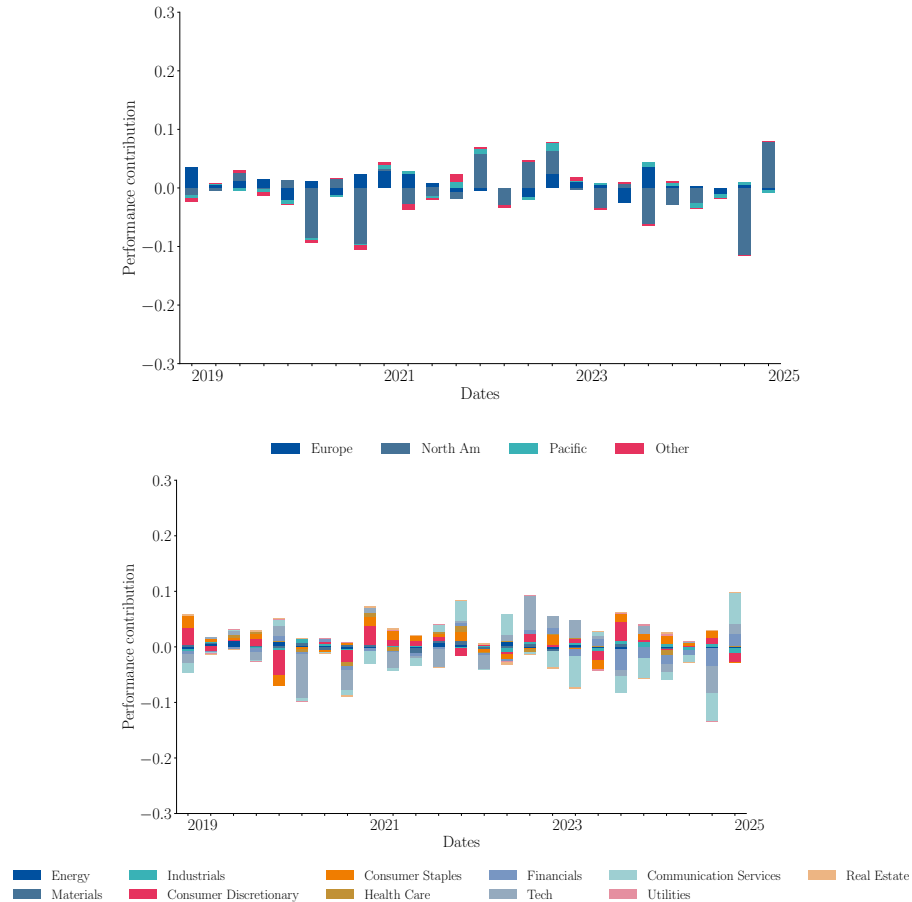 0.3
0.2
0.1
0.0
−0.1
−0.2
−0.3
Performance contribution
2019 2021 2023 2025
Dates
Europe North Am Pacific Other
0.3
0.2
0.1
0.0
−0.1
−0.2
−0.3
Performance contribution
2019 2021 2023 2025
Dates
Energy Industrials Consumer Staples Financials Communication Services Real Estate
Materials Consumer Discretionary Health Care Tech Utilities